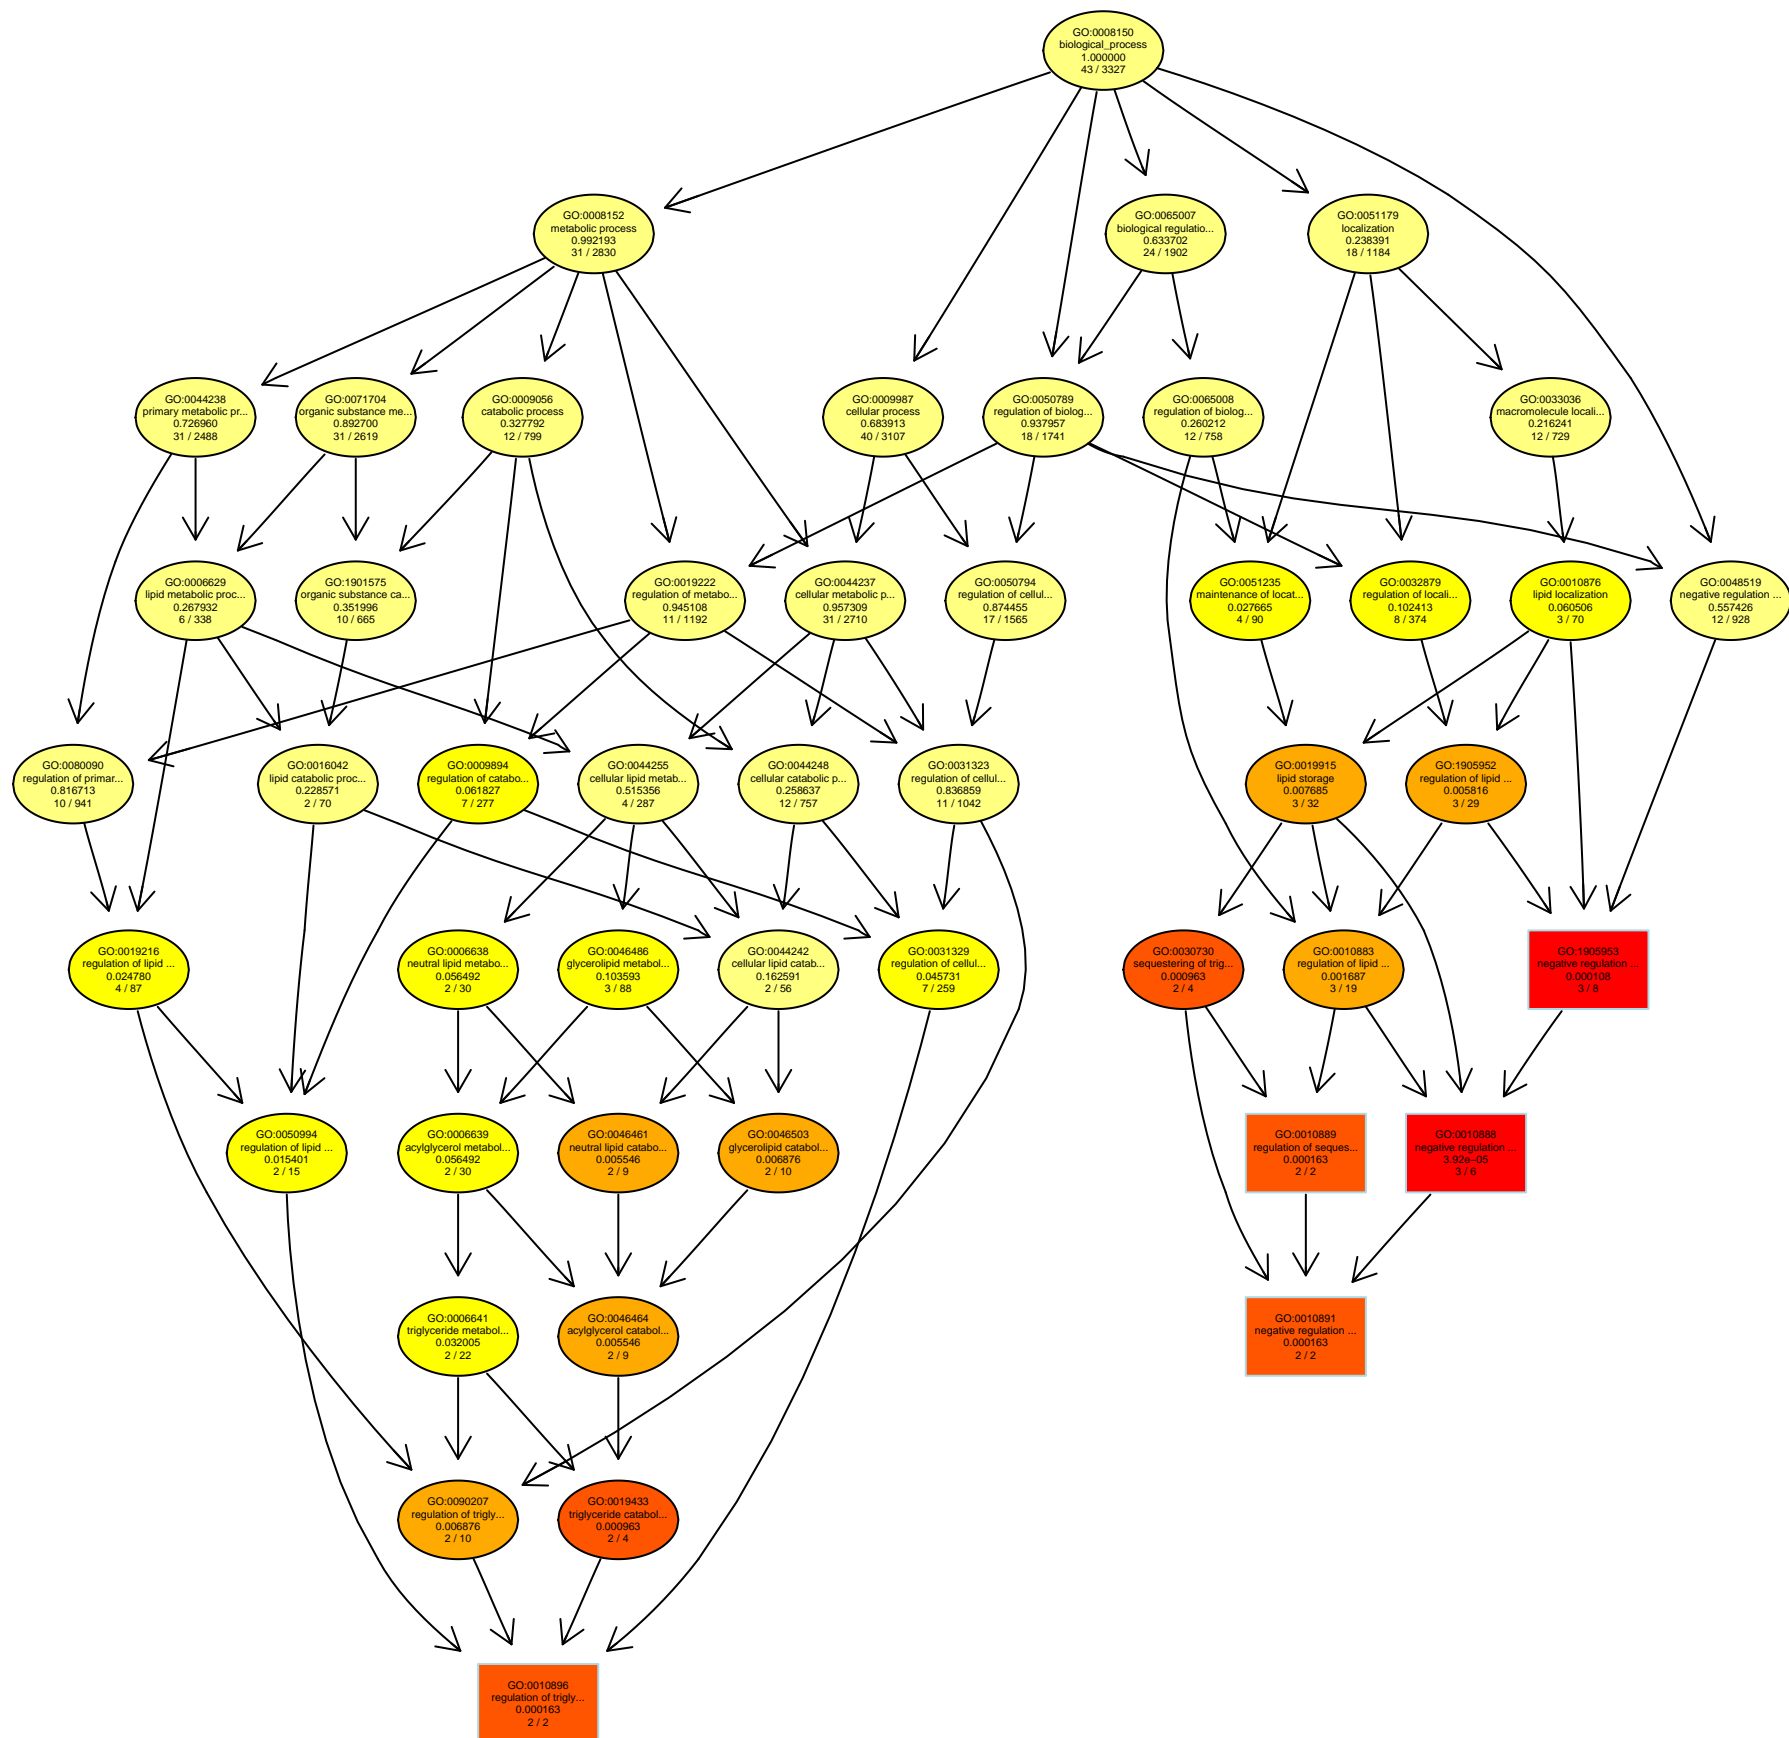 GO:0008150
biological_process
1.000000
43 / 3327
GO:0008152
metabolic process
0.992193
31 / 2830
GO:0065007
biological regulatio...
0.633702
24 / 1902
GO:0051179
localization
0.238391
18 / 1184
GO:0044238
primary metabolic pr...
0.726960
31 / 2488
GO:0071704
organic substance me...
0.892700
31 / 2619
GO:0009056
catabolic process
0.327792
12 / 799
GO:0009987
cellular process
0.683913
40 / 3107
GO:0050789
regulation of biolog...
0.937957
18 / 1741
GO:0065008
regulation of biolog...
0.260212
12 / 758
GO:0033036
macromolecule locali...
0.216241
12 / 729
GO:0006629
lipid metabolic proc...
0.267932
6 / 338
GO:1901575
organic substance ca...
0.351996
10 / 665
GO:0019222
regulation of metabo...
0.945108
11 / 1192
GO:0044237
cellular metabolic p...
0.957309
31 / 2710
GO:0050794
regulation of cellul...
0.874455
17 / 1565
GO:0051235
maintenance of locat...
0.027665
4 / 90
GO:0032879
regulation of locali...
0.102413
8 / 374
GO:0010876
lipid localization
0.060506
3 / 70
GO:0048519
negative regulation ...
0.557426
12 / 928
GO:0080090
regulation of primar...
0.816713
10 / 941
GO:0016042
lipid catabolic proc...
0.228571
2 / 70
GO:0009894
regulation of catabo...
0.061827
7 / 277
GO:0044255
cellular lipid metab...
0.515356
4 / 287
GO:0044248
cellular catabolic p...
0.258637
12 / 757
GO:0031323
regulation of cellul...
0.836859
11 / 1042
GO:0019915
lipid storage
0.007685
3 / 32
GO:1905952
regulation of lipid ...
0.005816
3 / 29
GO:0019216
regulation of lipid ...
0.024780
4 / 87
GO:0006638
neutral lipid metabo...
0.056492
2 / 30
GO:0046486
glycerolipid metabol...
0.103593
3 / 88
GO:0044242
cellular lipid catab...
0.162591
2 / 56
GO:0031329
regulation of cellul...
0.045731
7 / 259
GO:0030730
sequestering of trig...
0.000963
2 / 4
GO:0010883
regulation of lipid ...
0.001687
3 / 19
GO:1905953
negative regulation ...
0.000108
3 / 8
GO:0050994
regulation of lipid ...
0.015401
2 / 15
GO:0006639
acylglycerol metabol...
0.056492
2 / 30
GO:0046461
neutral lipid catabo...
0.005546
2 / 9
GO:0046503
glycerolipid catabol...
0.006876
2 / 10
GO:0010889
regulation of seques...
0.000163
2 / 2
GO:0010888
negative regulation ...
3.92e−05
3 / 6
GO:0006641
triglyceride metabol...
0.032005
2 / 22
GO:0046464
acylglycerol catabol...
0.005546
2 / 9
GO:0010891
negative regulation ...
0.000163
2 / 2
GO:0090207
regulation of trigly...
0.006876
2 / 10
GO:0019433
triglyceride catabol...
0.000963
2 / 4
GO:0010896
regulation of trigly...
0.000163
2 / 2